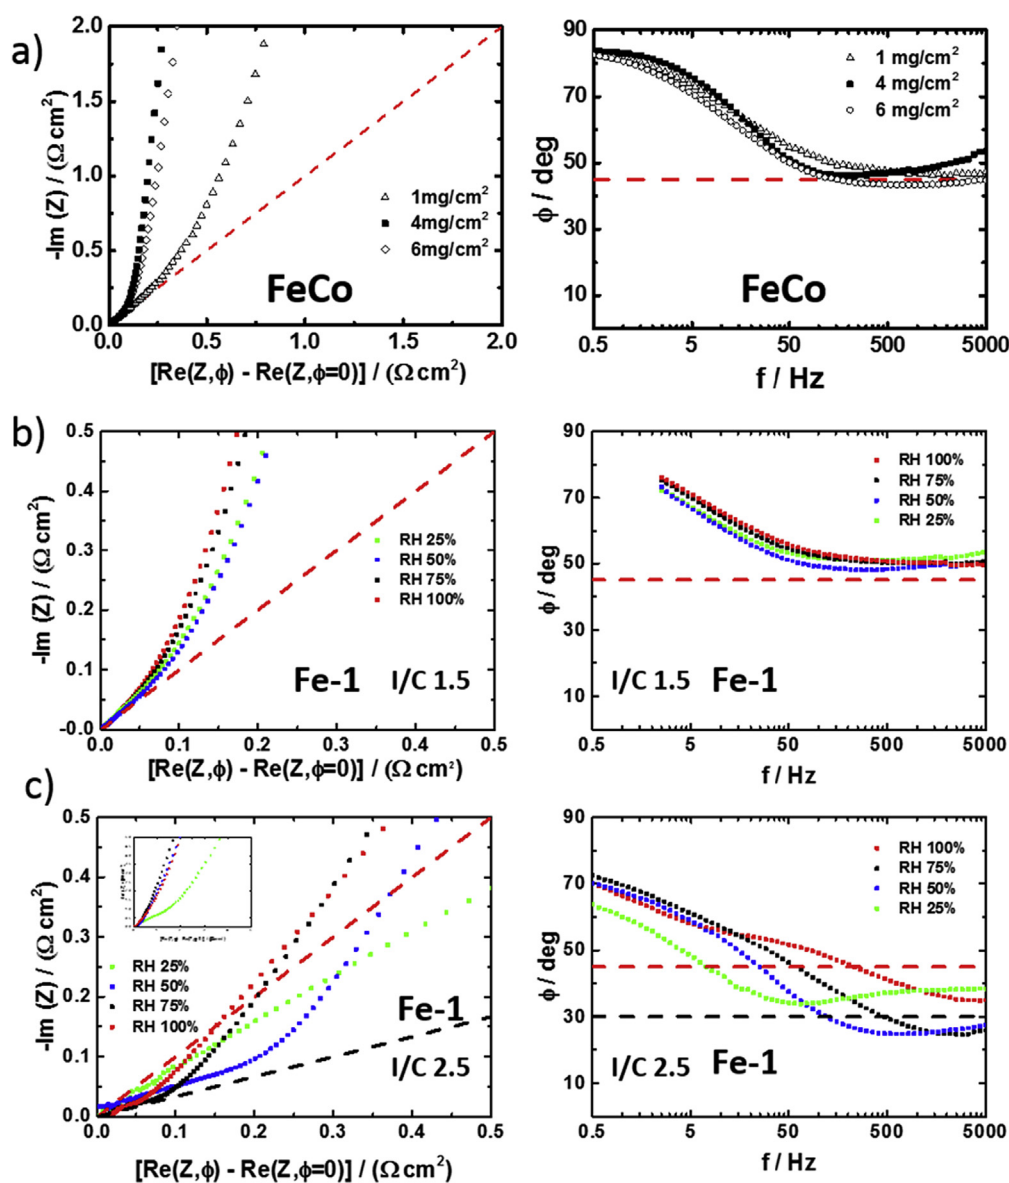 a)
2.0
1.5
1.0
0.5
0.0
-Im (Z) / (Ω cm²)
1mg/cm²
4mg/cm²
6mg/cm²
FeCo
0.0 0.5 1.0 1.5 2.0
[Re(Z,ϕ) - Re(Z,ϕ=0)] / (Ω cm²)
90
70
50
30
10
ϕ / deg
1 mg/cm²
4 mg/cm²
6 mg/cm²
FeCo
0.5 5 50 500 5000
f / Hz
b)
0.5
0.4
0.3
0.2
0.1
-0.0
-Im (Z) / (Ω cm²)
RH 25%
RH 50%
RH 75%
RH 100%
Fe-1 I/C 1.5
0.0 0.1 0.2 0.3 0.4 0.5
[Re(Z,ϕ) - Re(Z,ϕ=0)] / (Ω cm²)
90
70
50
30
10
ϕ / deg
RH 100%
RH 75%
RH 50%
RH 25%
I/C 1.5 Fe-1
0.5 5 50 500 5000
f / Hz
c)
0.5
0.4
0.3
0.2
0.1
0.0
-Im (Z) / (Ω cm²)
RH 25%
RH 50%
RH 75%
RH 100%
Fe-1
I/C 2.5
0.0 0.1 0.2 0.3 0.4 0.5
[Re(Z,ϕ) - Re(Z,ϕ=0)] / (Ω cm²)
90
70
50
30
10
ϕ / deg
RH 100%
RH 75%
RH 50%
RH 25%
I/C 2.5 Fe-1
0.5 5 50 500 5000
f / Hz